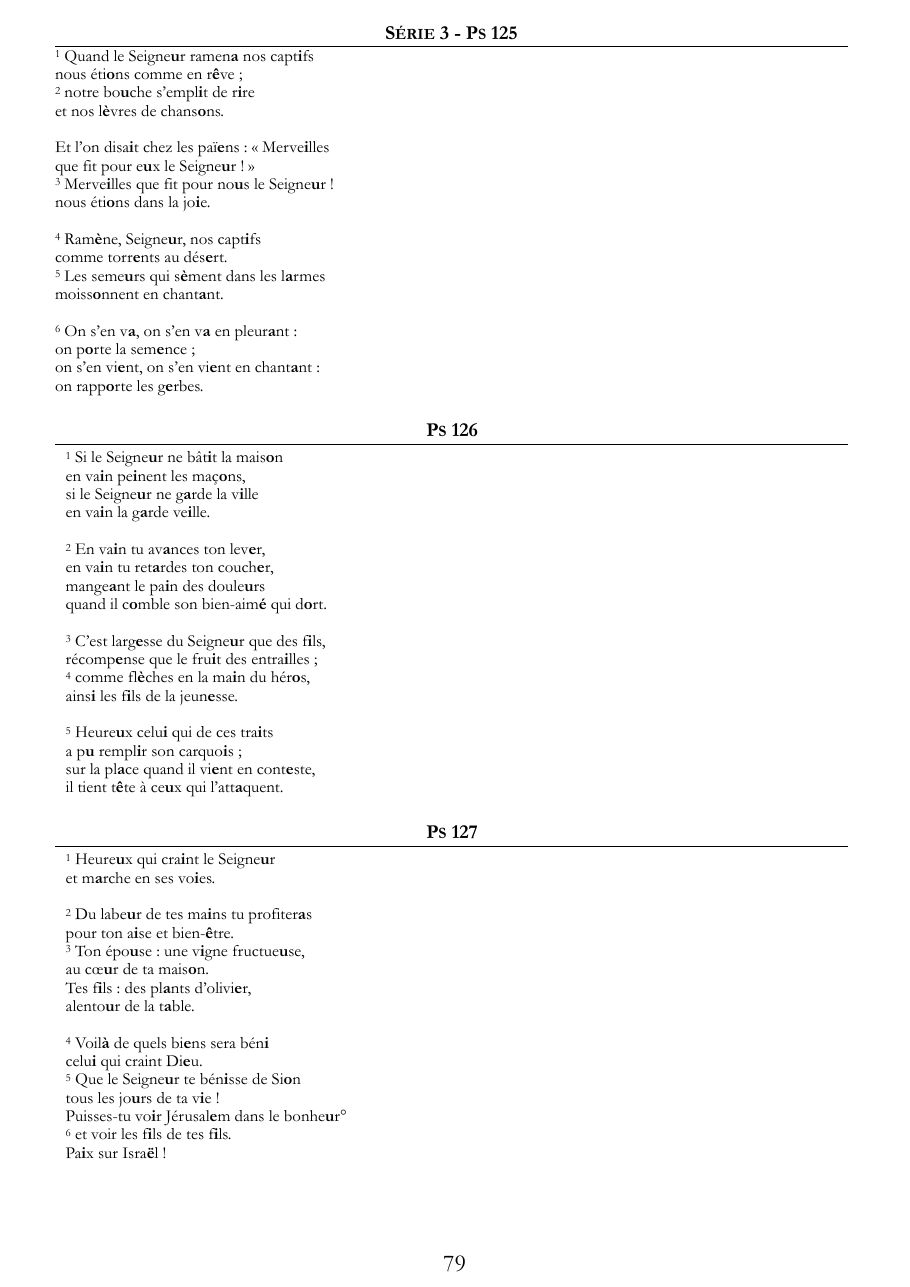 SÉRIE 3 - PS 125
1 Quand le Seigneur ramena nos captifs
nous étions comme en rêve ;
2 notre bouche s’emplit de rire
et nos lèvres de chansons.
Et l’on disait chez les païens : « Merveilles
que fit pour eux le Seigneur ! »
3 Merveilles que fit pour nous le Seigneur !
nous étions dans la joie.
4 Ramène, Seigneur, nos captifs
comme torrents au désert.
5 Les semeurs qui sèment dans les larmes
moissonnent en chantant.
6 On s’en va, on s’en va en pleurant :
on porte la semence ;
on s’en vient, on s’en vient en chantant :
on rapporte les gerbes.
PS 126
1 Si le Seigneur ne bâtit la maison
en vain peinent les maçons,
si le Seigneur ne garde la ville
en vain la garde veille.
2 En vain tu avances ton lever,
en vain tu retardes ton coucher,
mangeant le pain des douleurs
quand il comble son bien-aimé qui dort.
3 C’est largesse du Seigneur que des fils,
récompense que le fruit des entrailles ;
4 comme flèches en la main du héros,
ainsi les fils de la jeunesse.
5 Heureux celui qui de ces traits
a pu remplir son carquois ;
sur la place quand il vient en conteste,
il tient tête à ceux qui l’attaquent.
PS 127
1 Heureux qui craint le Seigneur
et marche en ses voies.
2 Du labeur de tes mains tu profiteras
pour ton aise et bien-être.
3 Ton épouse : une vigne fructueuse,
au cœur de ta maison.
Tes fils : des plants d’olivier,
alentour de la table.
4 Voilà de quels biens sera béni
celui qui craint Dieu.
5 Que le Seigneur te bénisse de Sion
tous les jours de ta vie !
Puisses-tu voir Jérusalem dans le bonheur°
6 et voir les fils de tes fils.
Paix sur Israël !
79